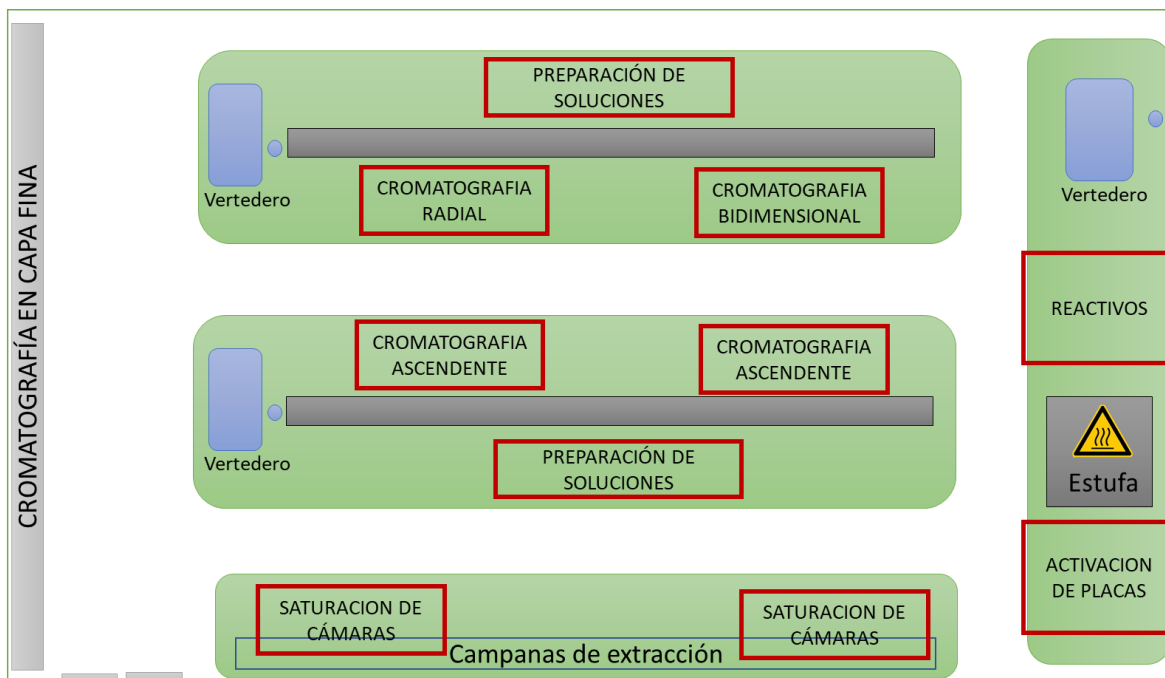 CROMATOGRAFÍA EN CAPA FINA
PREPARACIÓN DE
SOLUCIONES
Vertedero
CROMATOGRAFIA
RADIAL
CROMATOGRAFIA
BIDIMENSIONAL
CROMATOGRAFIA
ASCENDENTE
CROMATOGRAFIA
ASCENDENTE
Vertedero
PREPARACIÓN DE
SOLUCIONES
SATURACION DE
CÁMARAS
SATURACION DE
CÁMARAS
Campanas de extracción
Vertedero
REACTIVOS
Estufa
ACTIVACION
DE PLACAS